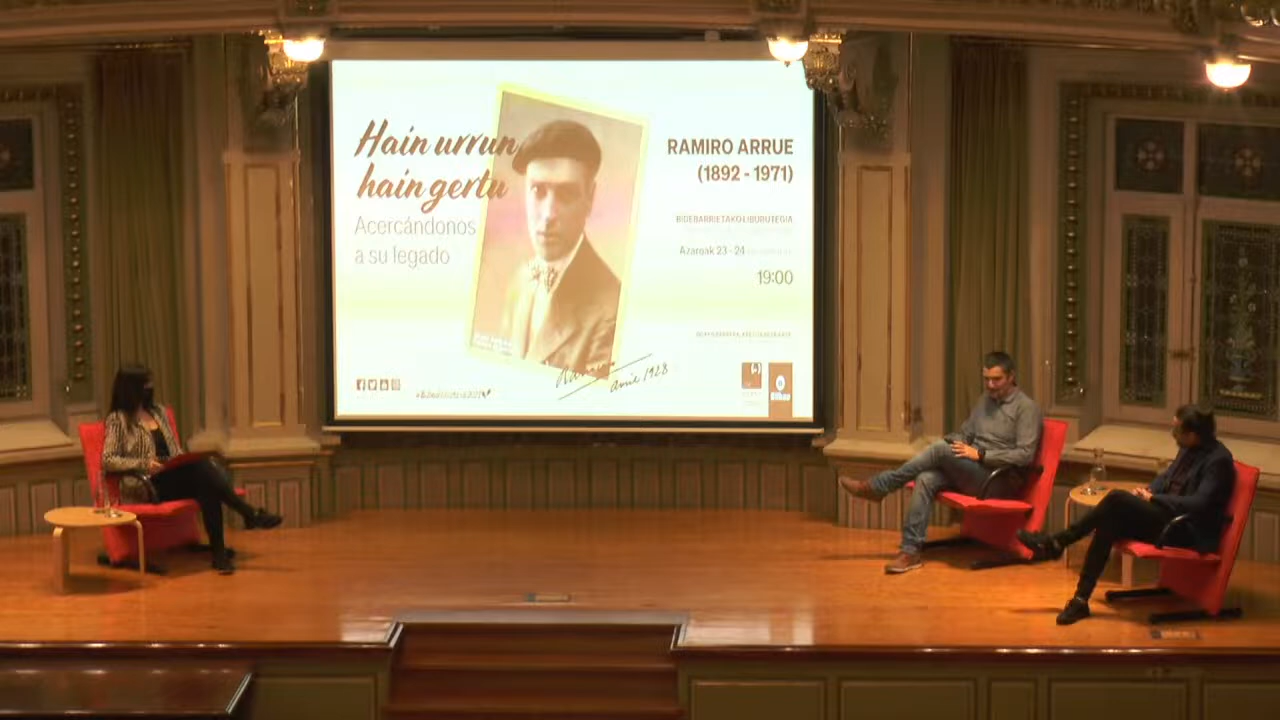 Hain urrun
hain gertu
Acercándonos
a su legado
RAMIRO ARRUE
(1892 - 1971)
BIDEBARRIETAKO LIBURUTEGIA
Azaroak 23 - 24
19:00
arrue 1928
Bilbao